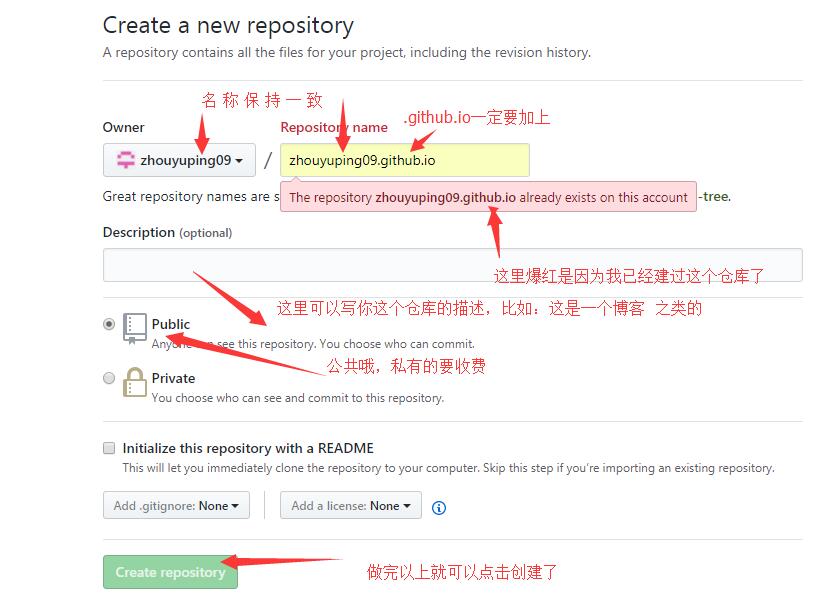 Create a new repository
A repository contains all the files for your project, including the revision history.
名称保持一致
.github.io一定要加上
Owner
Repository name
zhouyuping09 / zhouyuping09.github.io
Great repository names are s
The repository zhouyuping09.github.io already exists on this account
-tree.
Description (optional)
这里爆红是因为我已经建过这个仓库了
这里可以写你这个仓库的描述，比如：这是一个博客 之类的
Public
Anyone can see this repository. You choose who can commit.
公共哦，私有的要收费
Private
You choose who can see and commit to this repository.
Initialize this repository with a README
This will let you immediately clone the repository to your computer. Skip this step if you’re importing an existing repository.
Add .gitignore: None
Add a license: None
Create repository
做完以上就可以点击创建了